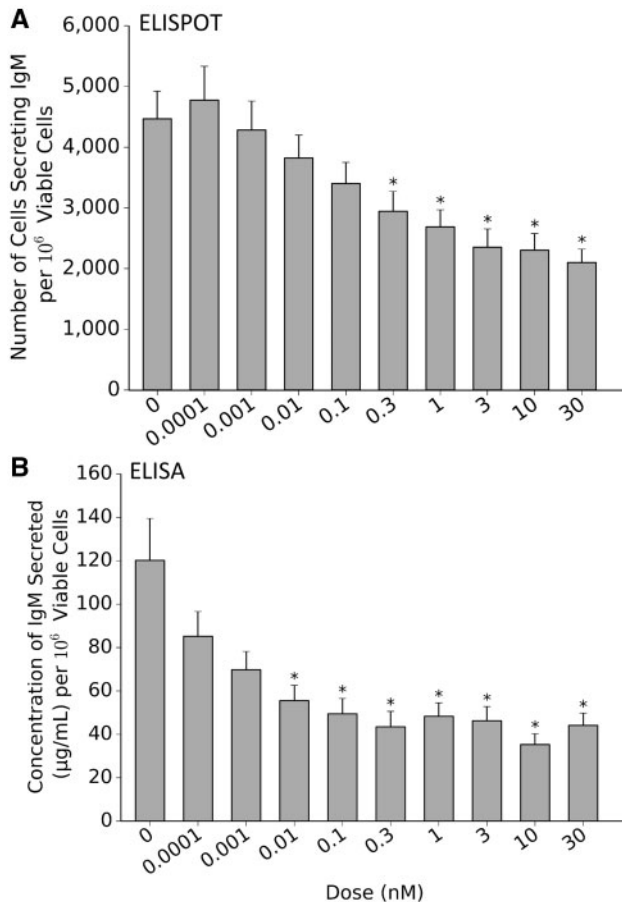 A
ELISPOT
6,000
5,000
4,000
3,000
2,000
1,000
0
Number of Cells Secreting IgM
per 10⁶ Viable Cells
* * * * *
0 0.0001 0.001 0.01 0.1 0.3 1 3 10 30
B
ELISA
160
140
120
100
80
60
40
20
0
Concentration of IgM Secreted
(µg/mL) per 10⁶ Viable Cells
* * * * * * *
0 0.0001 0.001 0.01 0.1 0.3 1 3 10 30
Dose (nM)